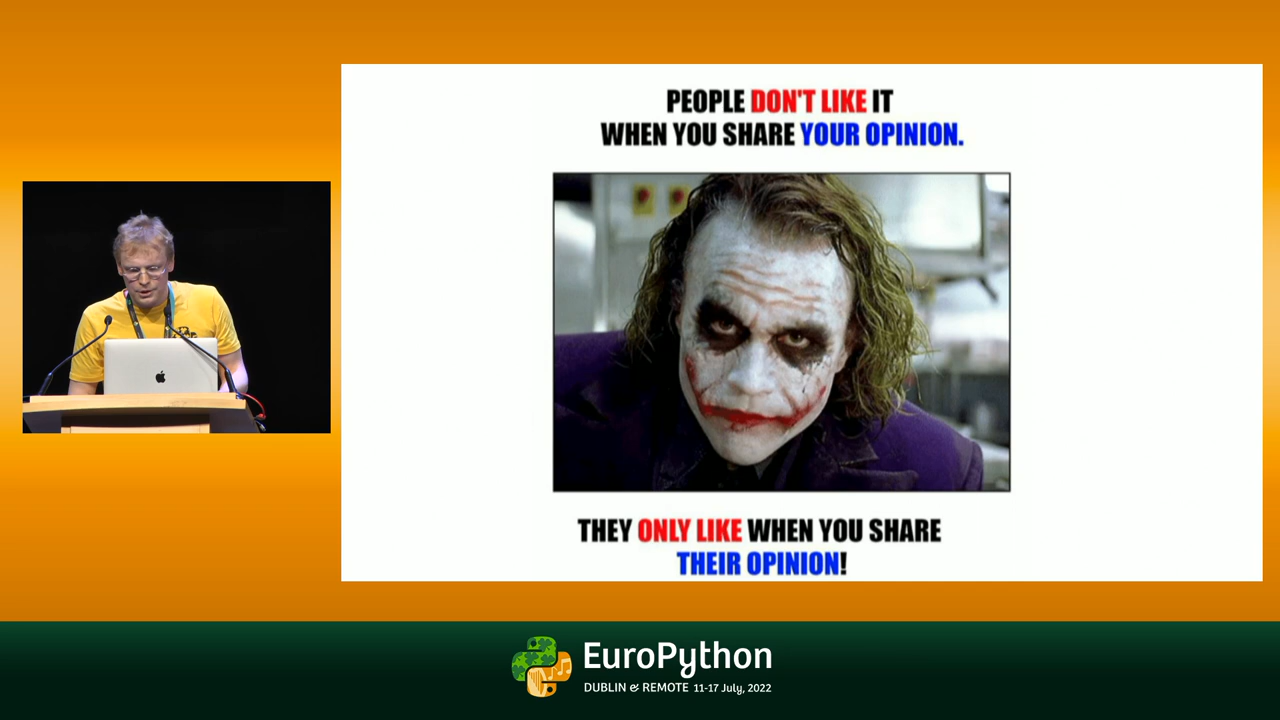 PEOPLE DON'T LIKE IT
WHEN YOU SHARE YOUR OPINION.
THEY ONLY LIKE WHEN YOU SHARE
THEIR OPINION!
EuroPython
DUBLIN & REMOTE 11-17 July, 2022